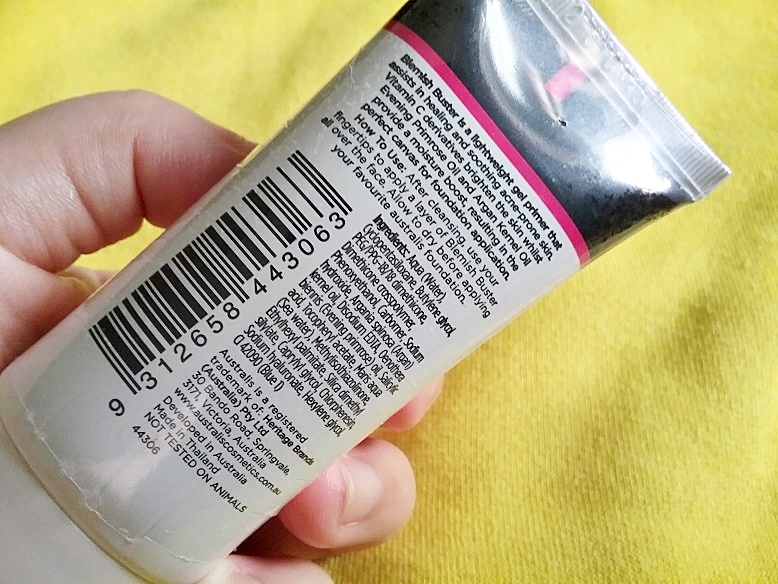 Blemish Buster is a lightweight gel primer that
assists in healing and soothing acne-prone skin.
Vitamin C derivatives brighten the skin whilst
Evening Primrose Oil and Argan Kernel Oil
provide a moisture boost, resulting in the
perfect canvas for foundation application.
How To Use: After cleansing, use your
fingertips to apply a layer of Blemish Buster
all over the face. Allow to dry before applying
your favourite australis foundation.
Ingredients: Aqua (Water),
Cyclopentasiloxane, Butylene glycol,
PEG/PPG-18/18 dimethicone,
Dimethicone crosspolymer,
Phenoxyethanol, Carbomer, Sodium
hydroxide, Argania spinosa (Argan)
kernel oil, Disodium EDTA, Oenothera
biennis (Evening primrose) oil, Salicylic
acid, Tocopheryl acetate, Maris aqua
(Sea water), Methylisothiazolinone,
Ethylhexyl palmitate, Silica dimethyl
silylate, Caprylyl glycol, Chlorphenesin,
Sodium hyaluronate, Hexylene glycol,
CI 42090 (Blue 1)
9 312658 443063
Australis is a registered
trademark of: Heritage Brands
(Australia) Pty Ltd
30 Bando Road, Springvale,
3171, Victoria, Australia
www.australiscosmetics.com.au
Developed in Australia
Made in Thailand
NOT TESTED ON ANIMALS
44306